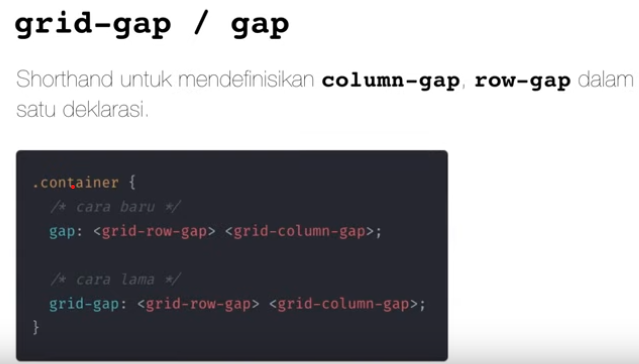 grid-gap / gap
Shorthand untuk mendefinisikan column-gap, row-gap dalam
satu deklarasi.
.container {
/* cara baru */
gap: <grid-row-gap> <grid-column-gap>;
/* cara lama */
grid-gap: <grid-row-gap> <grid-column-gap>;
}